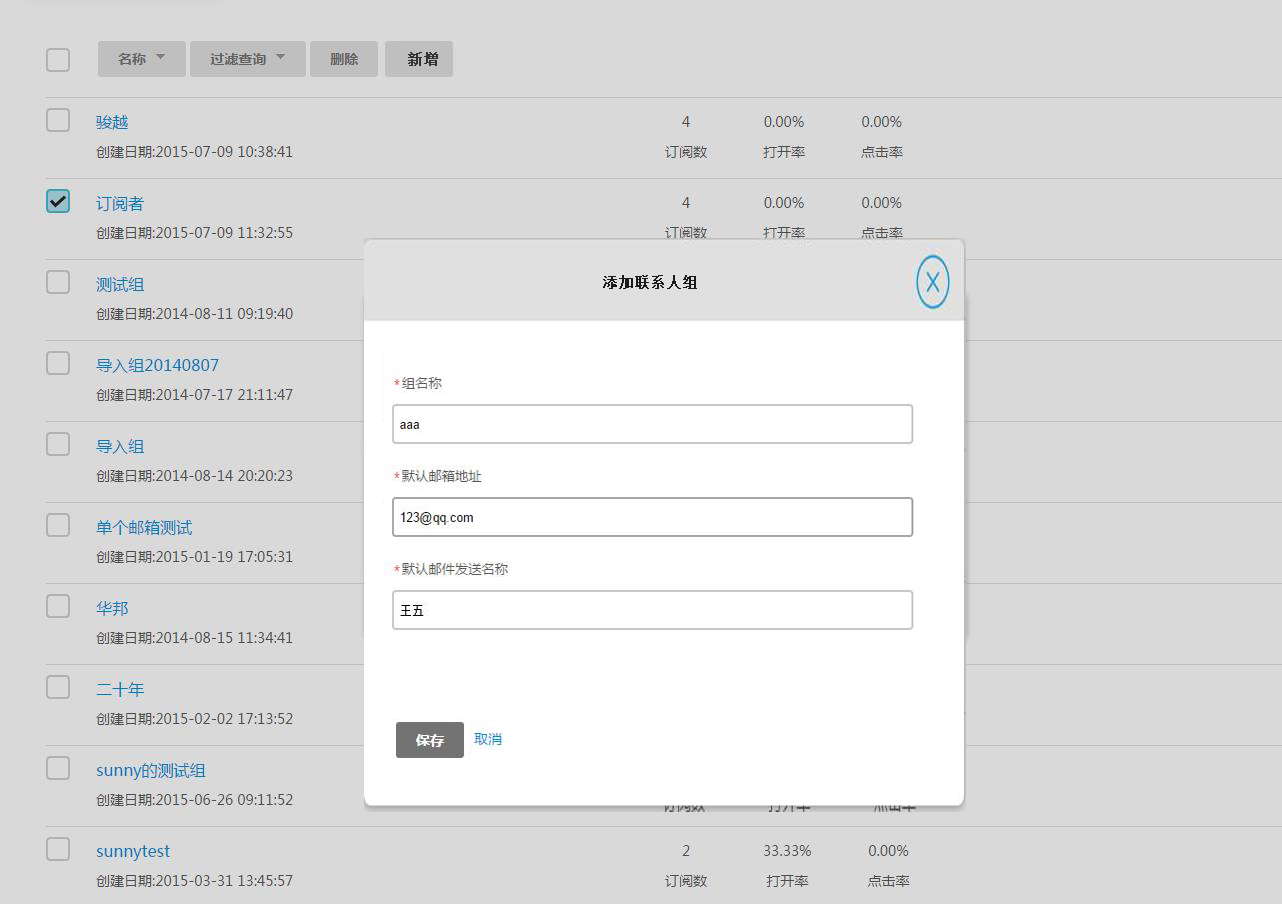 名称 过滤查询 删除 新增
骏越 4 0.00% 0.00%
创建日期:2015-07-09 10:38:41 订阅数 打开率 点击率
订阅者 4 0.00% 0.00%
创建日期:2015-07-09 11:32:55 订阅数 打开率 点击率
测试组
创建日期:2014-08-11 09:19:40
导入组20140807
创建日期:2014-07-17 21:11:47
导入组
创建日期:2014-08-14 20:20:23
单个邮箱测试
创建日期:2015-01-19 17:05:31
华邦
创建日期:2014-08-15 11:34:41
二十年
创建日期:2015-02-02 17:13:52
sunny的测试组
创建日期:2015-06-26 09:11:52 订阅数 打开率 点击率
sunnytest 2 33.33% 0.00%
创建日期:2015-03-31 13:45:57 订阅数 打开率 点击率
添加联系人组 X
*组名称
aaa
*默认邮箱地址
123@qq.com
*默认邮件发送名称
王五
保存 取消